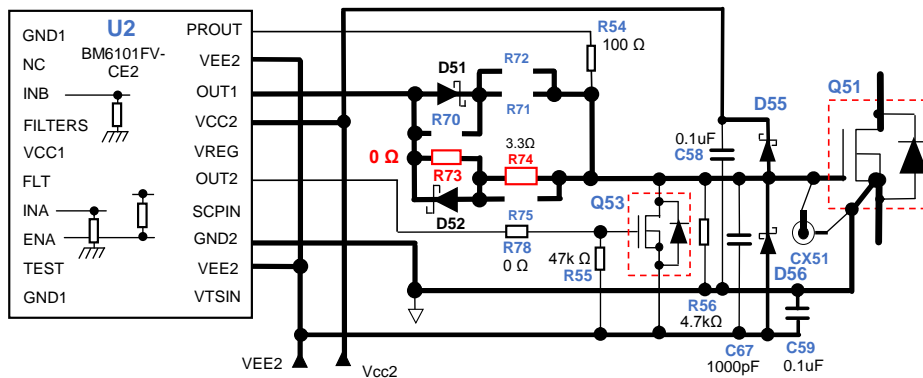 U2
BM6101FV-
CE2
GND1
NC
INB
FILTERS
VCC1
FLT
INA
ENA
TEST
GND1
PROUT
VEE2
OUT1
VCC2
VREG
OUT2
SCPIN
GND2
VEE2
VTSIN
VEE2
Vcc2
D51
R70
0 Ω
R73
D52
R72
R71
3.3Ω
R74
R54
100 Ω
R75
R78
0 Ω
47k Ω
R55
Q53
0.1uF
C58
D55
Q51
CX51
D56
R56
4.7kΩ
C67
1000pF
C59
0.1uF